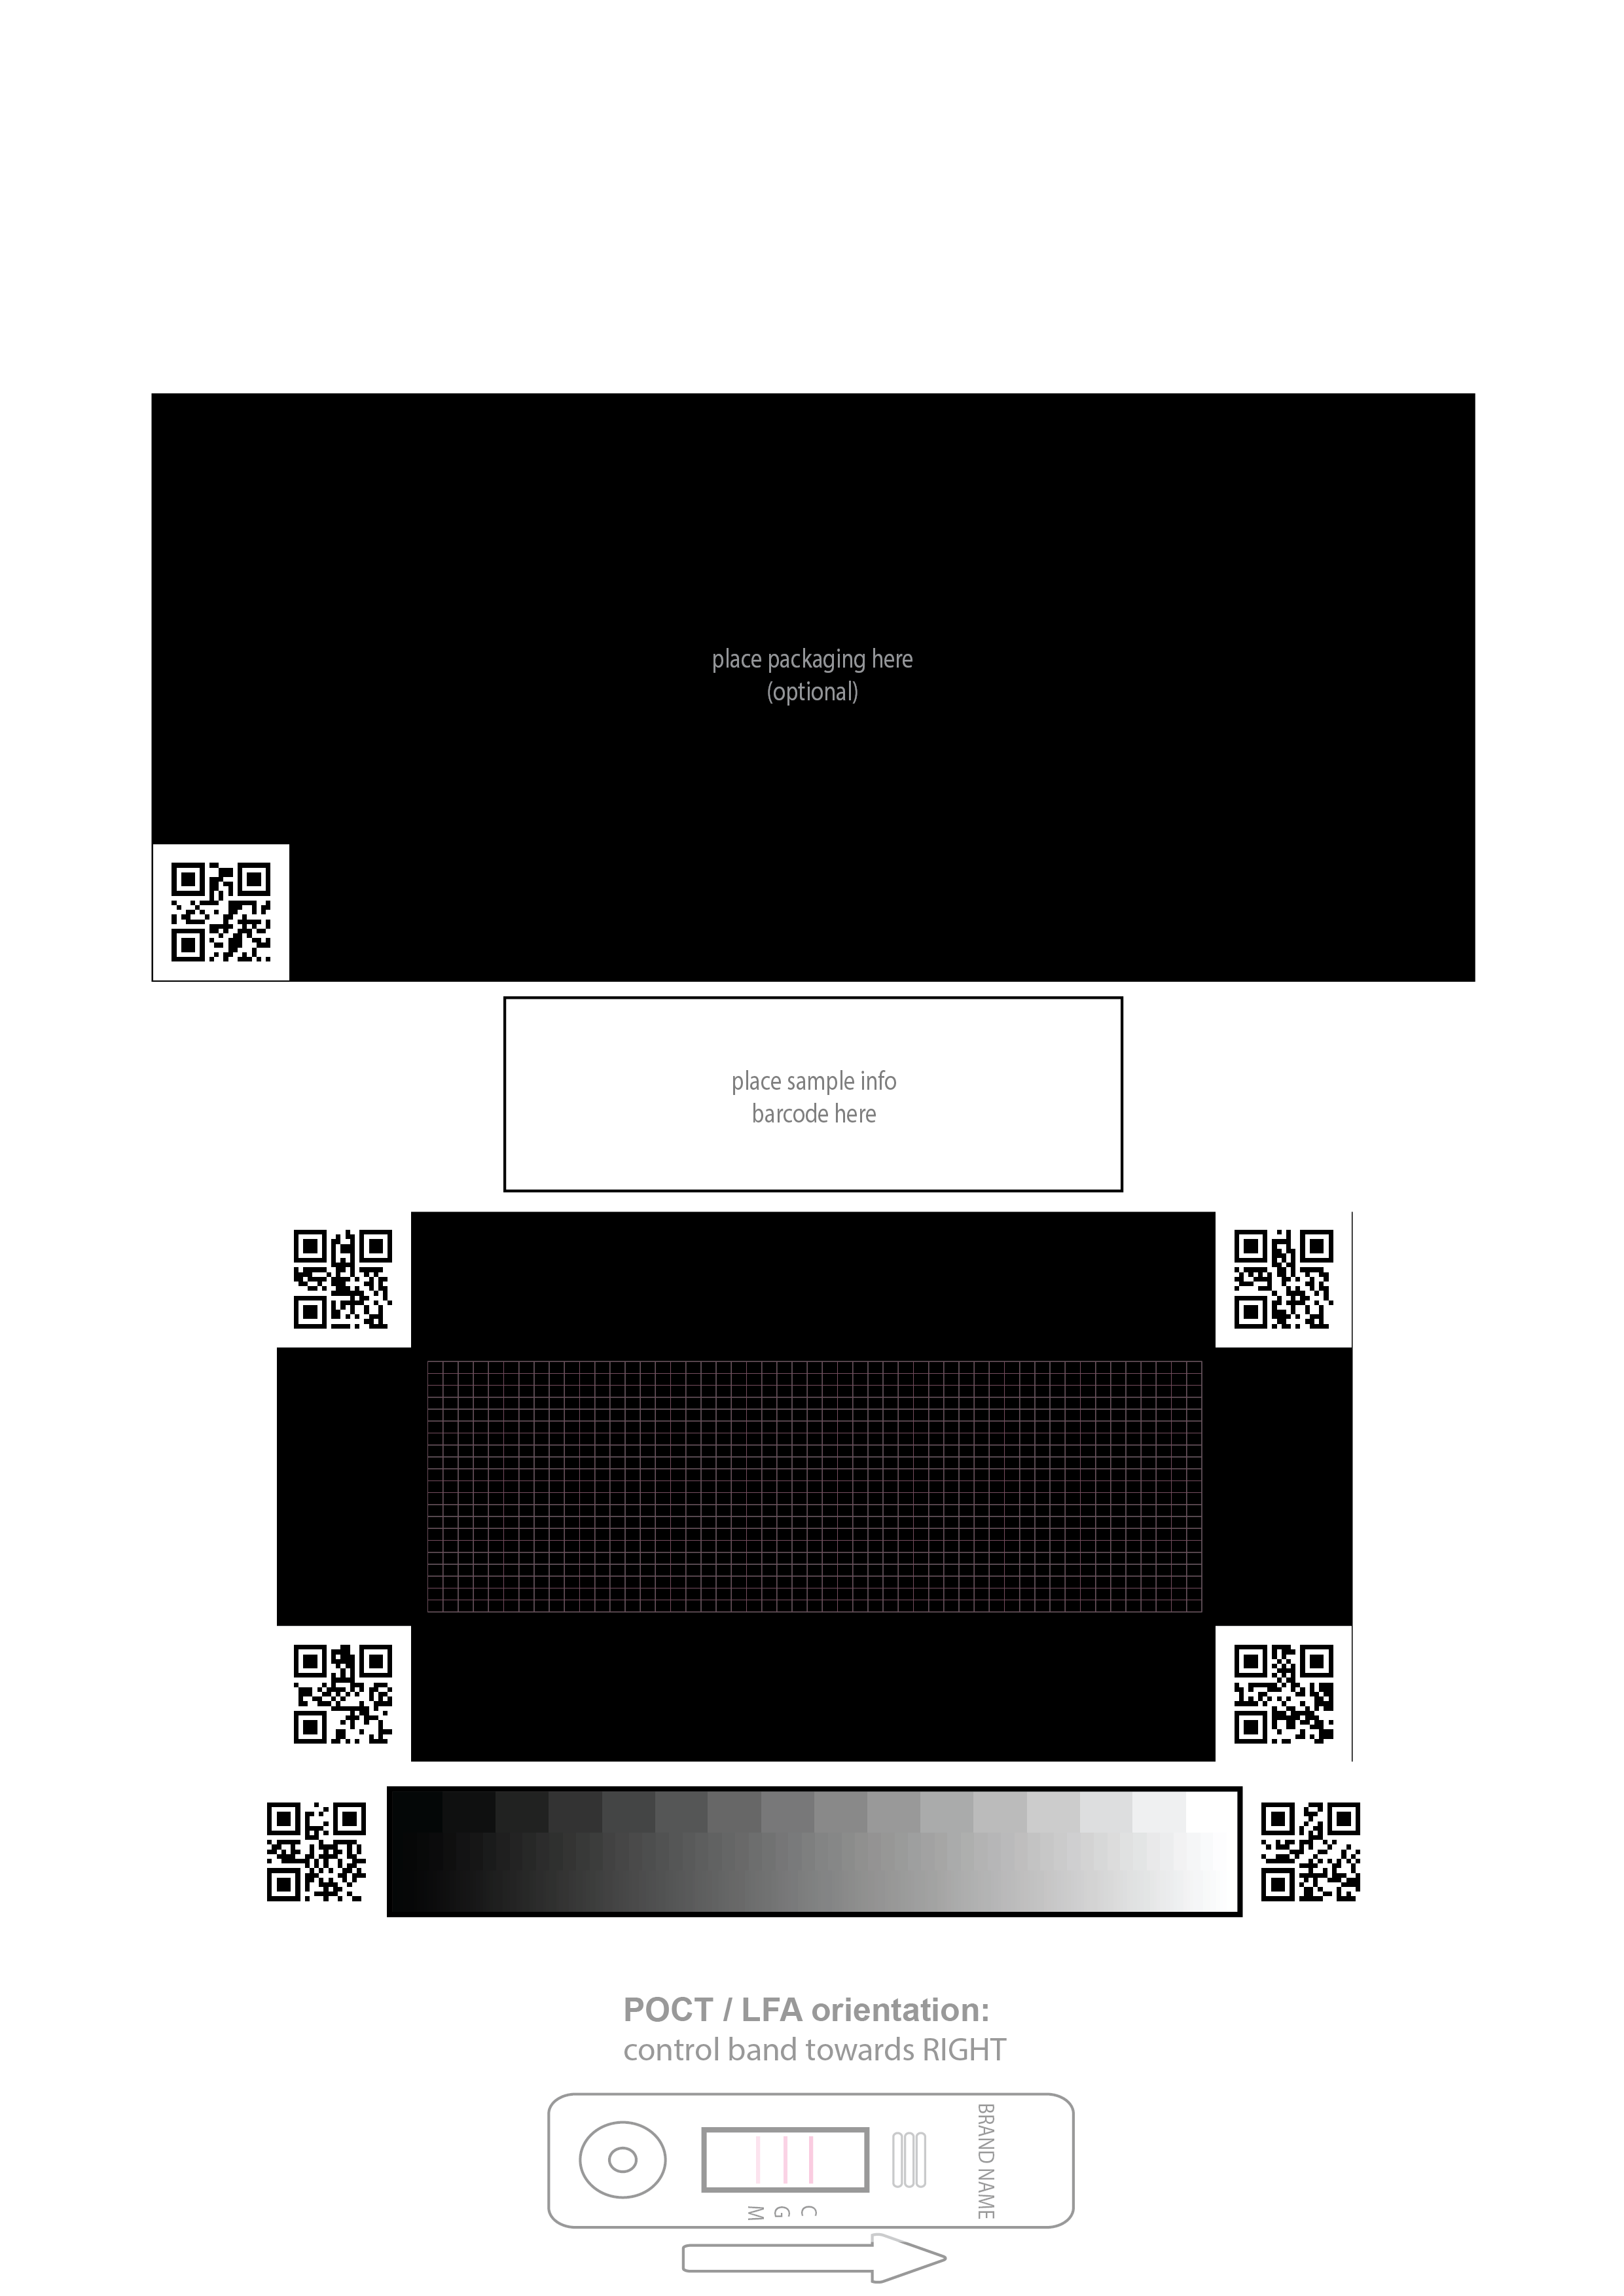 place packaging here
(optional)
place sample info
barcode here
POCT / LFA orientation:
control band towards RIGHT
BRAND NAME
M G C